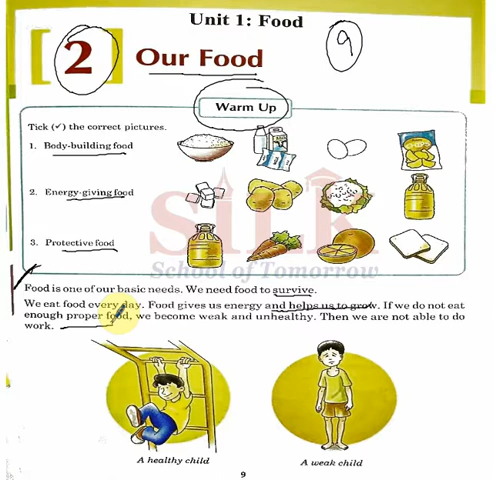 Unit 1: Food
9
[2] Our Food
Warm Up
Tick (✓) the correct pictures.
1. Body-building food
2. Energy-giving food
3. Protective food
SILK
School of Tomorrow
Food is one of our basic needs. We need food to survive.
We eat food every day. Food gives us energy and helps us to grow. If we do not eat
enough proper food, we become weak and unhealthy. Then we are not able to do
work.
A healthy child
A weak child
9